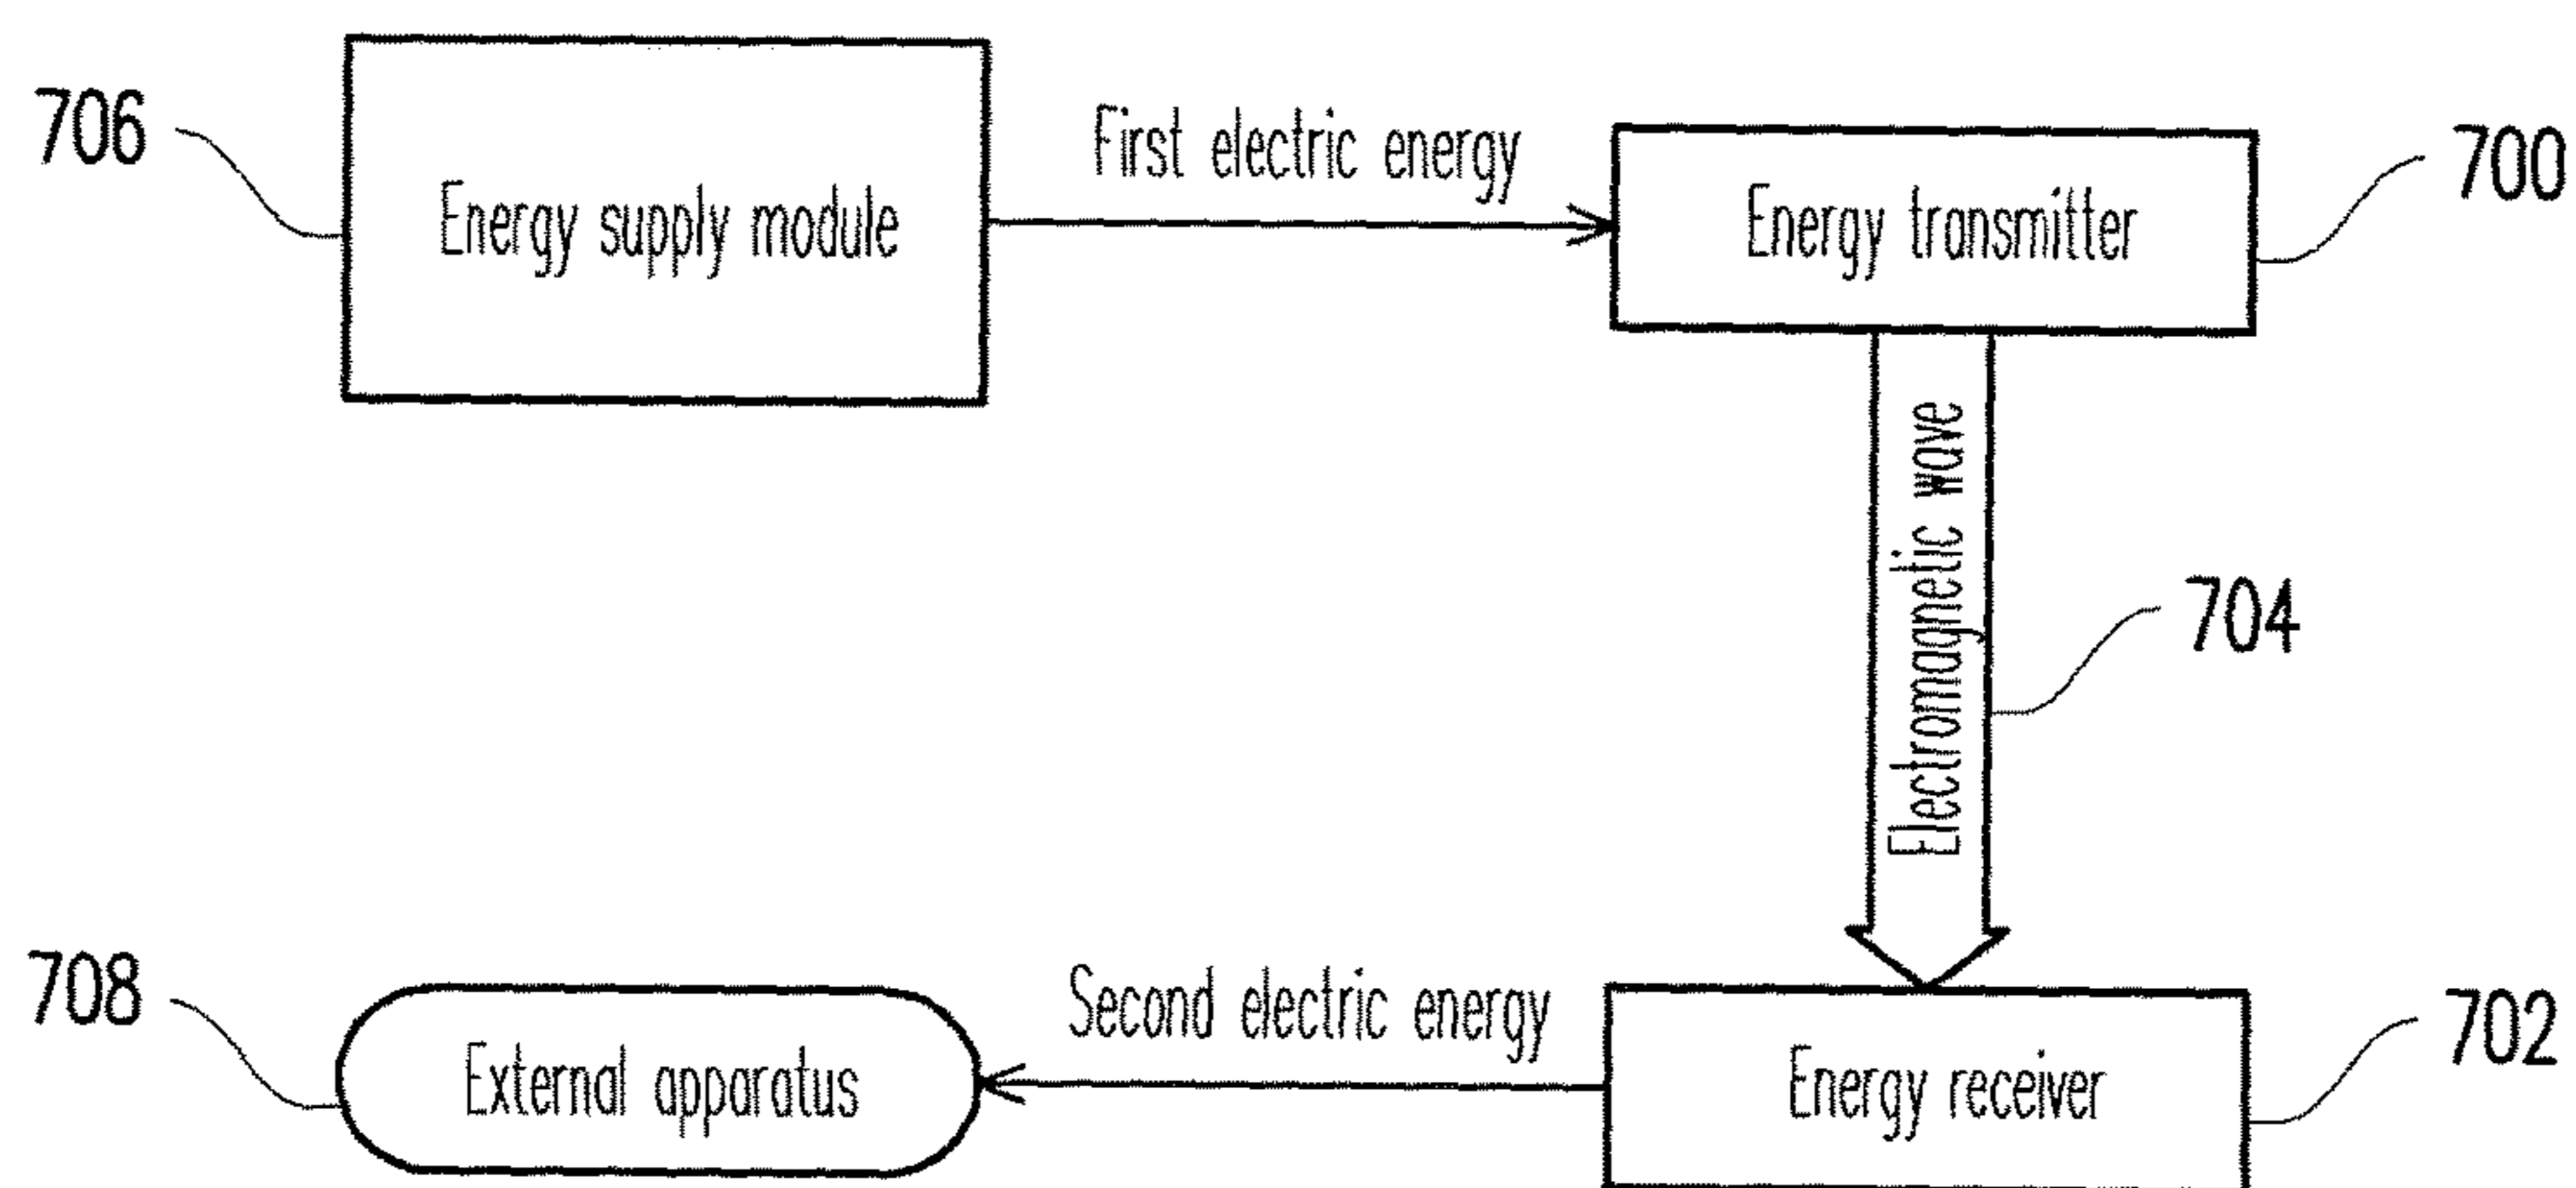 706
Energy supply module
First electric energy
Energy transmitter
700
Electromagnetic wave
704
708
External apparatus
Second electric energy
Energy receiver
702